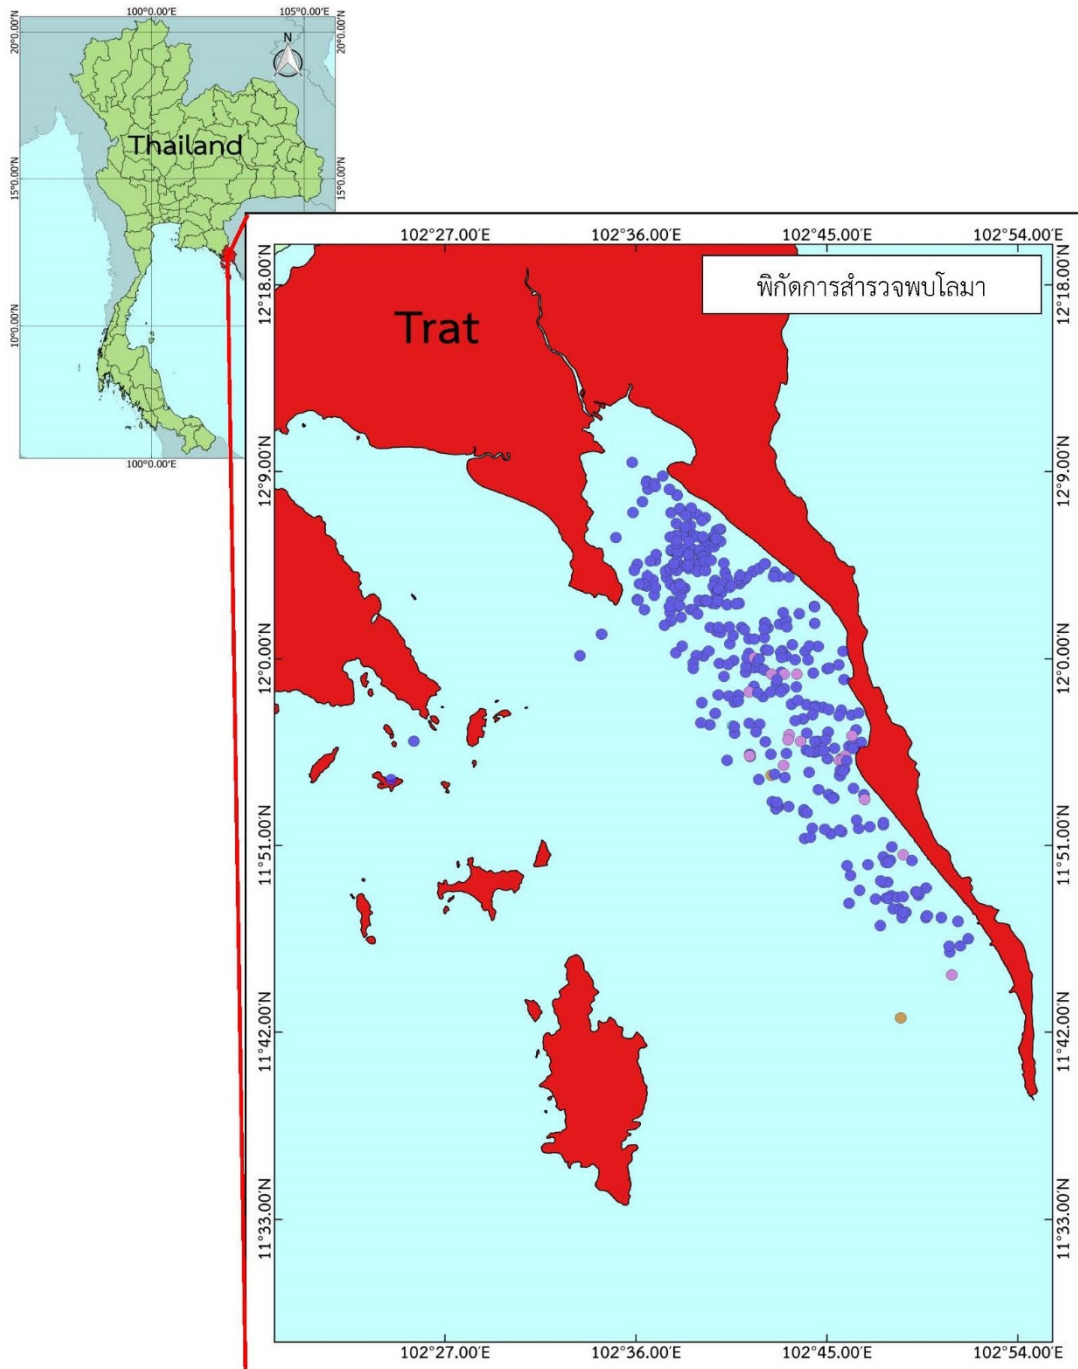 100°0.00′E 105°0.00′E
20°0.00′N 20°0.00′N
N
Thailand
15°0.00′N 15°0.00′N
10°0.00′N
100°0.00′E
102°27.00′E 102°36.00′E 102°45.00′E 102°54.00′E
พิกัดการสำรวจพบโลมา
12°18.00′N 12°18.00′N
Trat
12°9.00′N 12°9.00′N
12°0.00′N 12°0.00′N
11°51.00′N 11°51.00′N
11°42.00′N 11°42.00′N
11°33.00′N 11°33.00′N
102°27.00′E 102°36.00′E 102°45.00′E 102°54.00′E